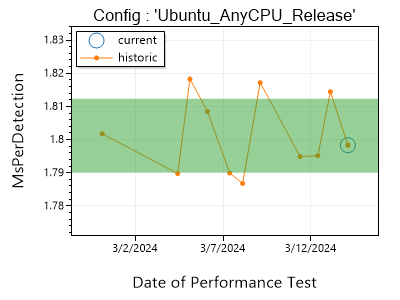 Config : 'Ubuntu_AnyCPU_Release'
current
historic
1.83
1.82
1.81
1.8
1.79
1.78
MsPerDetection
3/2/2024
3/7/2024
3/12/2024
Date of Performance Test